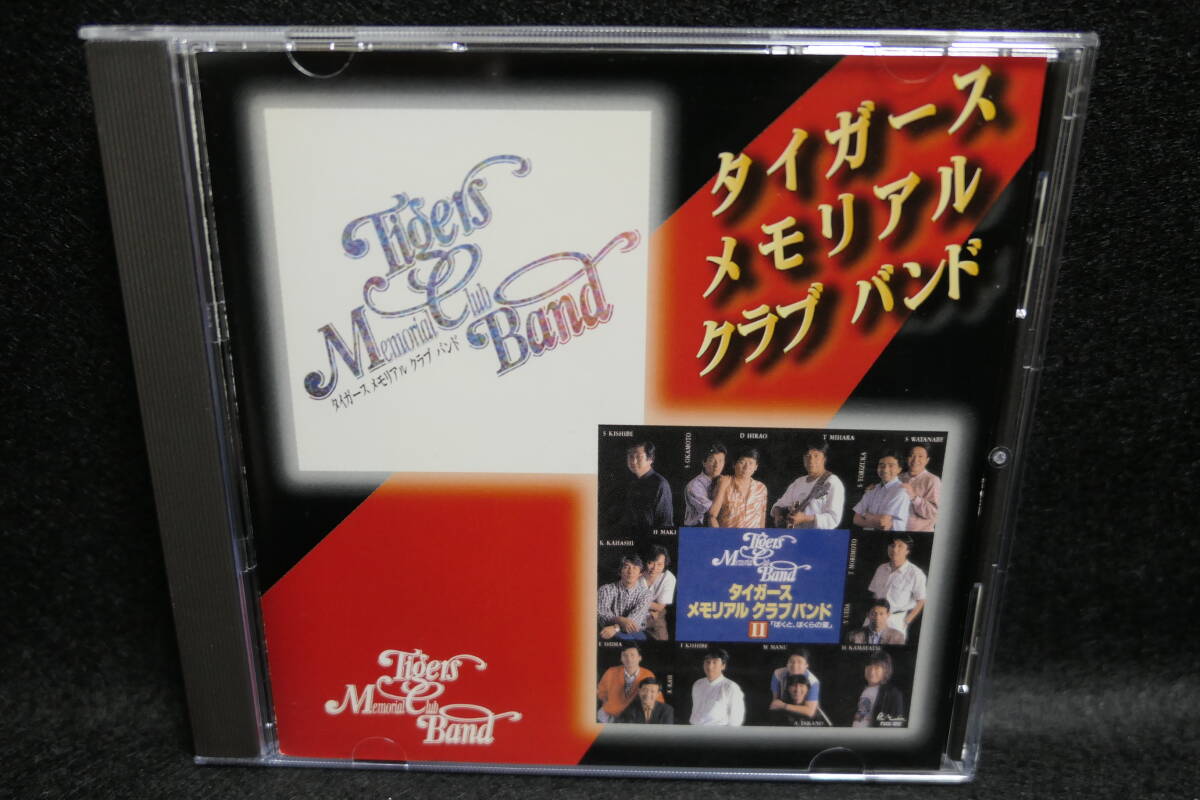 タイガース
メモリアル
クラブ バンド
Tigers
Memorial Club
Band
タイガース メモリアル クラブ バンド
S KISHIBE
S OKAMOTO
D HIRAO
T MIHARA
S TORIZUKA
S WATANABE
K KAHASHI
H MAKI
Tigers
Memorial Club
Band
タイガース
メモリアル クラブ バンド
II
「ぼくと、ぼくらの夏」
T MORIMOTO
Y IIDA
E SHIMA
A AAI
I KISHIBE
M MANU
A TAKANO
H KAMAYATSU
Tigers
Memorial Club
Band